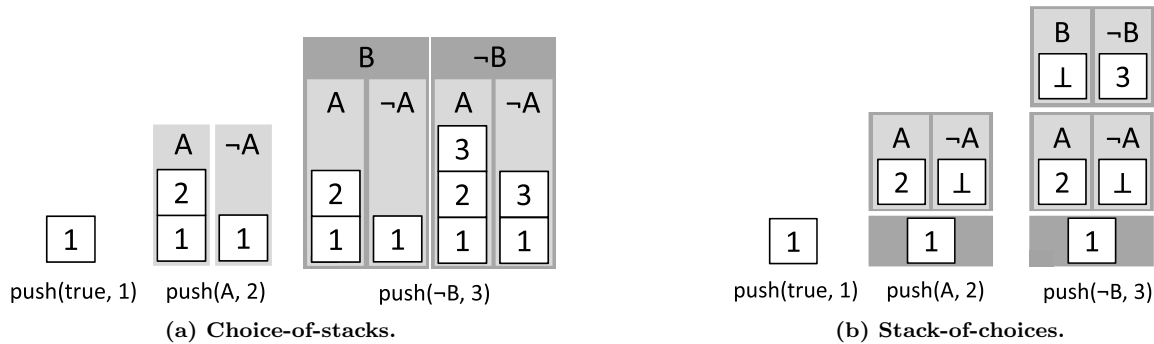 B ¬B
A ¬A A ¬A
3
2 2 3
1 1 1 1
A ¬A
2
1 1
1
push(true, 1) push(A, 2) push(¬B, 3)
(a) Choice-of-stacks.
B ¬B
⊥ 3
A ¬A A ¬A
2 ⊥ 2 ⊥
1 1 1
push(true, 1) push(A, 2) push(¬B, 3)
(b) Stack-of-choices.